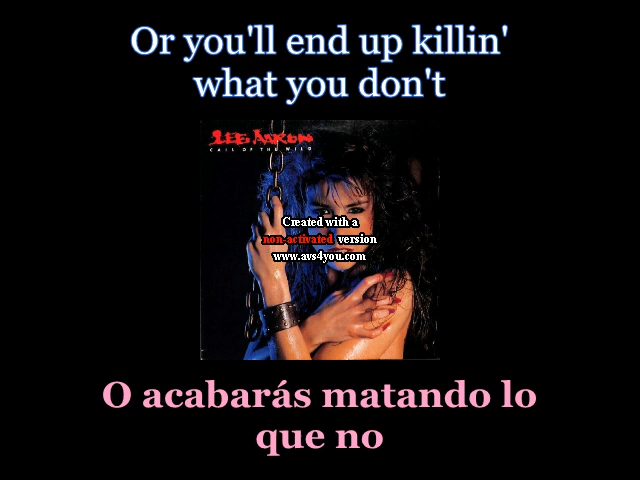 Or you'll end up killin'
what you don't
LEE AARON
CALL OF THE WILD
Created with a
non-activated version
www.avs4you.com
O acabarás matando lo
que no